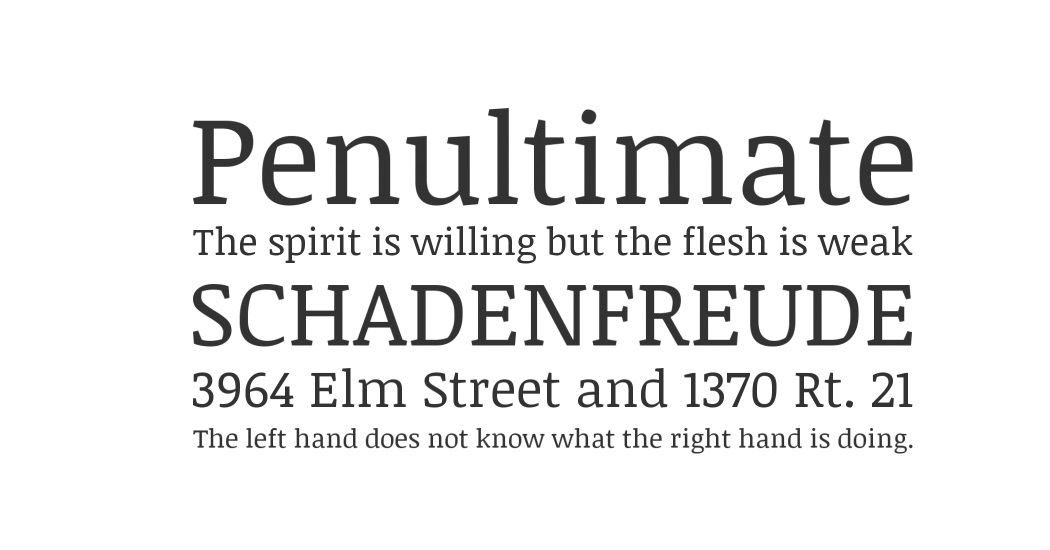 Penultimate
The spirit is willing but the flesh is weak
SCHADENFREUDE
3964 Elm Street and 1370 Rt. 21
The left hand does not know what the right hand is doing.